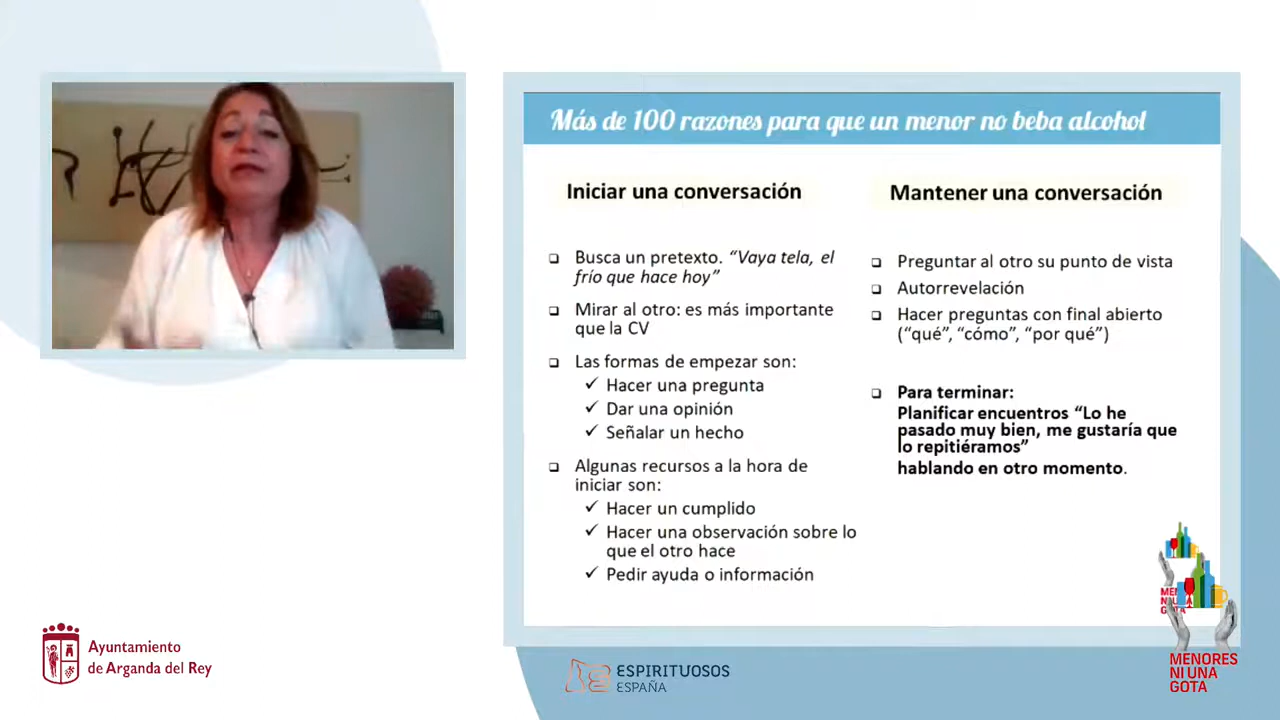 Más de 100 razones para que un menor no beba alcohol
Iniciar una conversación
Busca un pretexto. “Vaya tela, el
frío que hace hoy”
Mirar al otro: es más importante
que la CV
Las formas de empezar son:
Hacer una pregunta
Dar una opinión
Señalar un hecho
Algunas recursos a la hora de
iniciar son:
Hacer un cumplido
Hacer una observación sobre lo
que el otro hace
Pedir ayuda o información
Mantener una conversación
Preguntar al otro su punto de vista
Autorrevelación
Hacer preguntas con final abierto
(“qué”, “cómo”, “por qué”)
Para terminar:
Planificar encuentros “Lo he
pasado muy bien, me gustaría que
lo repitiéramos”
hablando en otro momento.
Ayuntamiento
de Arganda del Rey
ESPIRITUOSOS
ESPAÑA
MENORES
NI UNA
GOTA